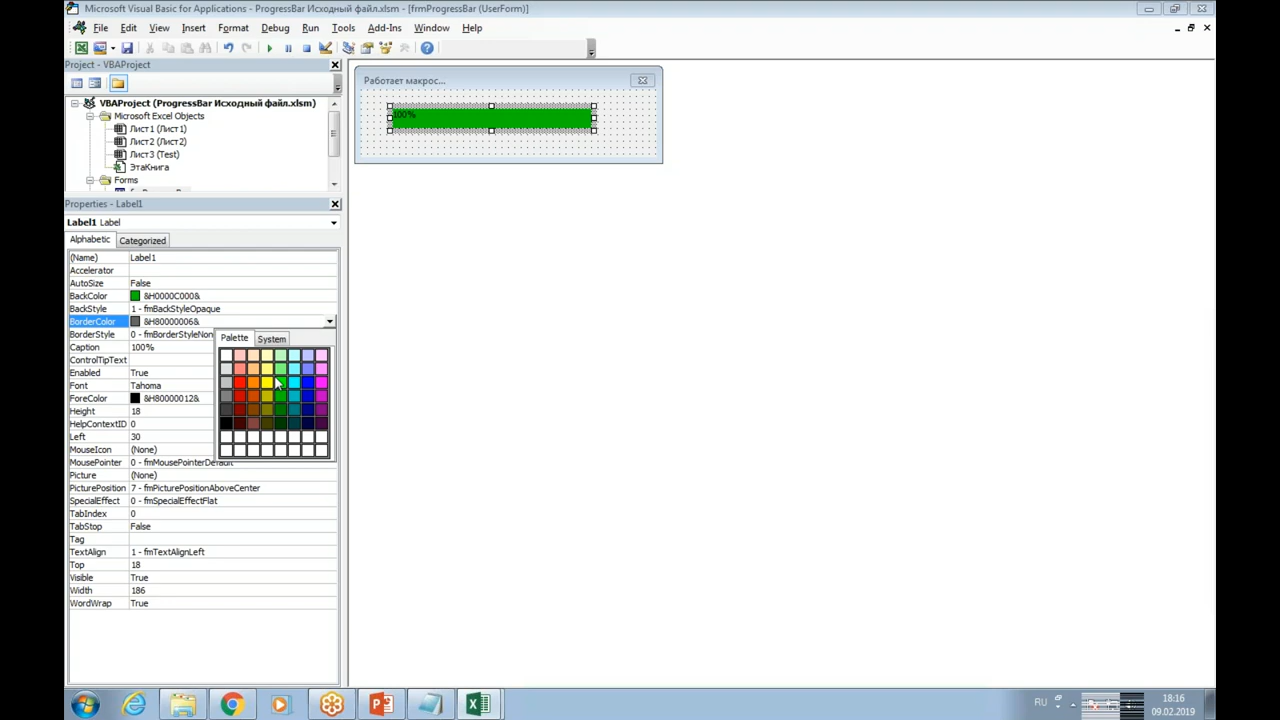 Microsoft Visual Basic for Applications - ProgressBar Исходный файл.xlsm - [frmProgressBar (UserForm)]
File Edit View Insert Format Debug Run Tools Add-Ins Window Help
Project - VBAProject
VBAProject (ProgressBar Исходный файл.xlsm)
Microsoft Excel Objects
Лист1 (Лист1)
Лист2 (Лист2)
Лист3 (Test)
ЭтаКнига
Forms
Работает макрос...
100%
Properties - Label1
Label1 Label
Alphabetic Categorized
(Name) Label1
Accelerator
AutoSize False
BackColor &H0000C000&
BackStyle 1 - fmBackStyleOpaque
BorderColor &H80000006&
BorderStyle 0 - fmBorderStyleNon
Caption 100%
ControlTipText
Enabled True
Font Tahoma
ForeColor &H80000012&
Height 18
HelpContextID 0
Left 30
MouseIcon (None)
MousePointer 0 - fmMousePointerDefault
Picture (None)
PicturePosition 7 - fmPicturePositionAboveCenter
SpecialEffect 0 - fmSpecialEffectFlat
TabIndex 0
TabStop False
Tag
TextAlign 1 - fmTextAlignLeft
Top 18
Visible True
Width 186
WordWrap True
Palette System
RU
18:16
09.02.2019